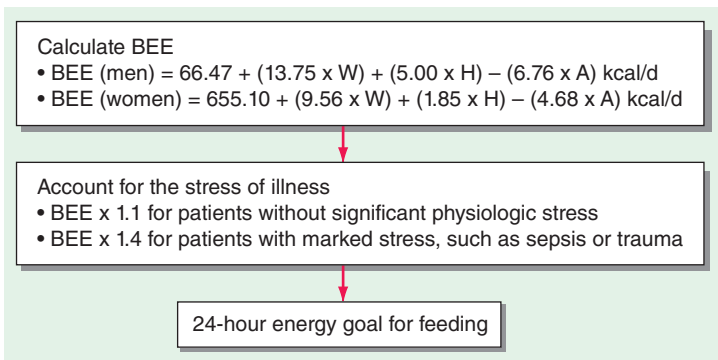 Calculate BEE
• BEE (men) = 66.47 + (13.75 x W) + (5.00 x H) – (6.76 x A) kcal/d
• BEE (women) = 655.10 + (9.56 x W) + (1.85 x H) – (4.68 x A) kcal/d
Account for the stress of illness
• BEE x 1.1 for patients without significant physiologic stress
• BEE x 1.4 for patients with marked stress, such as sepsis or trauma
24-hour energy goal for feeding